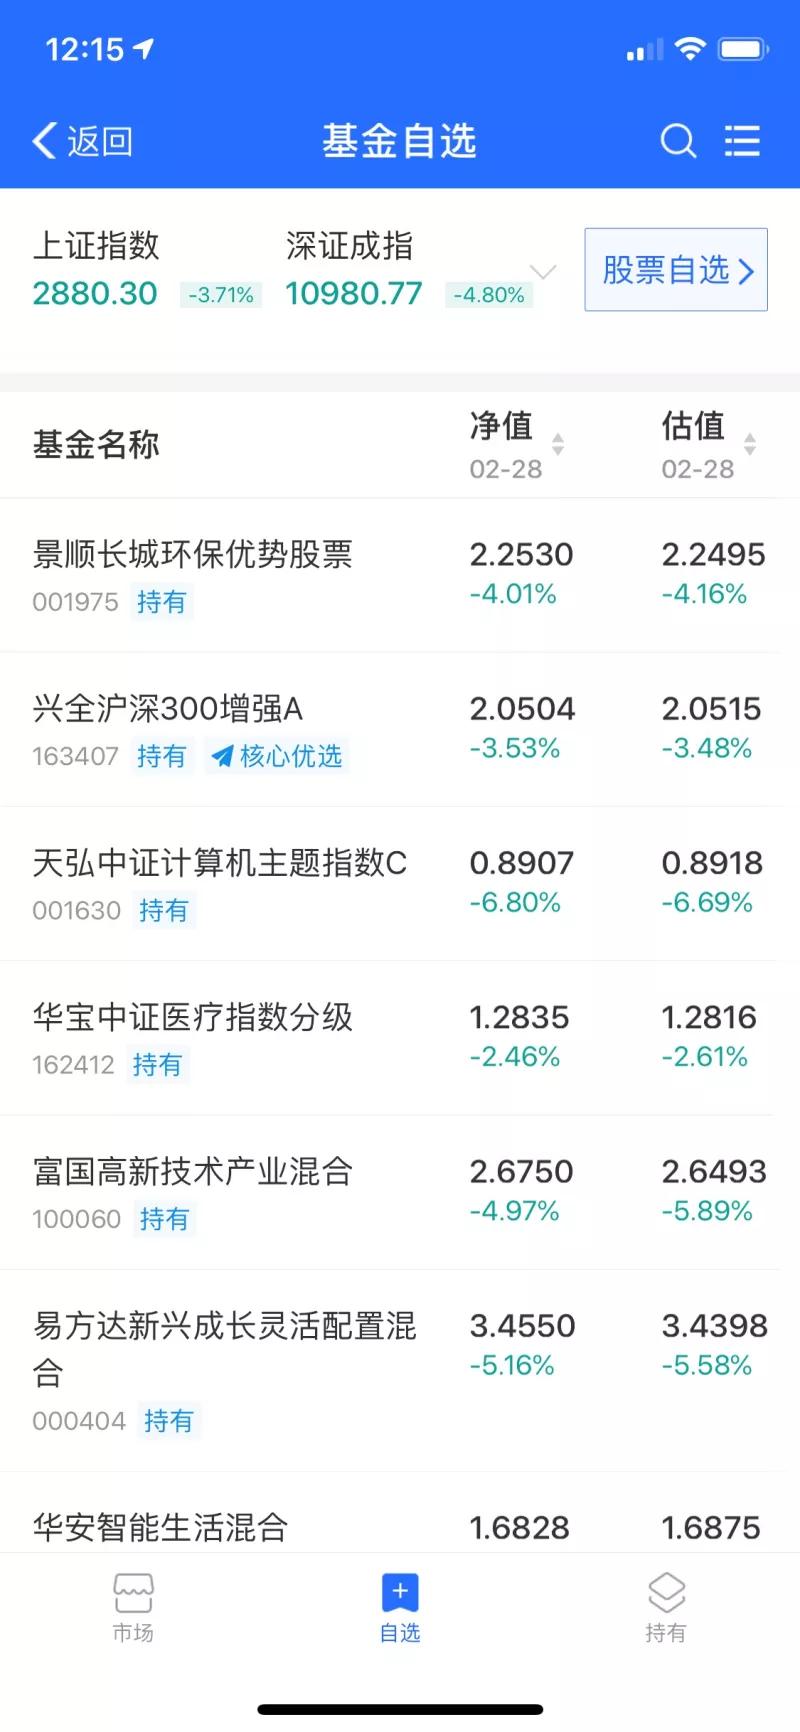 12:15
返回
基金自选
上证指数 深证成指
2880.30 -3.71% 10980.77 -4.80%
股票自选
基金名称 净值 估值
02-28 02-28
景顺长城环保优势股票 2.2530 2.2495
001975 持有 -4.01% -4.16%
兴全沪深300增强A 2.0504 2.0515
163407 持有 核心优选 -3.53% -3.48%
天弘中证计算机主题指数C 0.8907 0.8918
001630 持有 -6.80% -6.69%
华宝中证医疗指数分级 1.2835 1.2816
162412 持有 -2.46% -2.61%
富国高新技术产业混合 2.6750 2.6493
100060 持有 -4.97% -5.89%
易方达新兴成长灵活配置混 3.4550 3.4398
合 -5.16% -5.58%
000404 持有
华安智能生活混合 1.6828 1.6875
市场 自选 持有